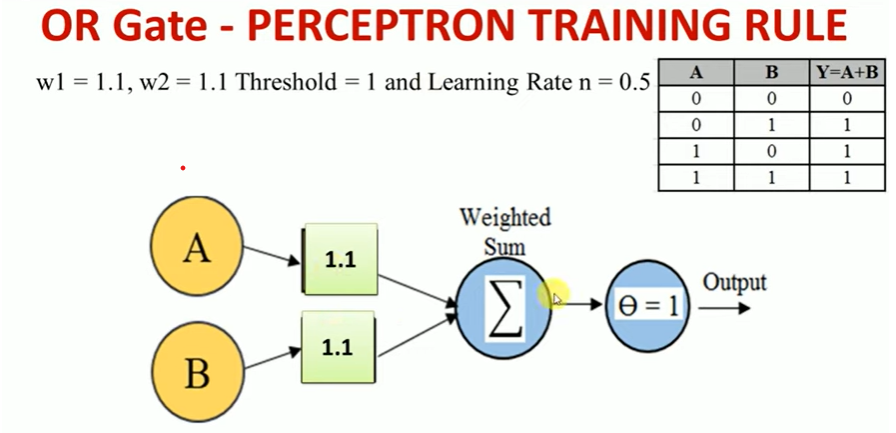 OR Gate - PERCEPTRON TRAINING RULE
w1 = 1.1, w2 = 1.1 Threshold = 1 and Learning Rate n = 0.5
A B Y=A+B
0 0 0
0 1 1
1 0 1
1 1 1
A
1.1
B
1.1
Weighted
Sum
∑
Θ = 1
Output